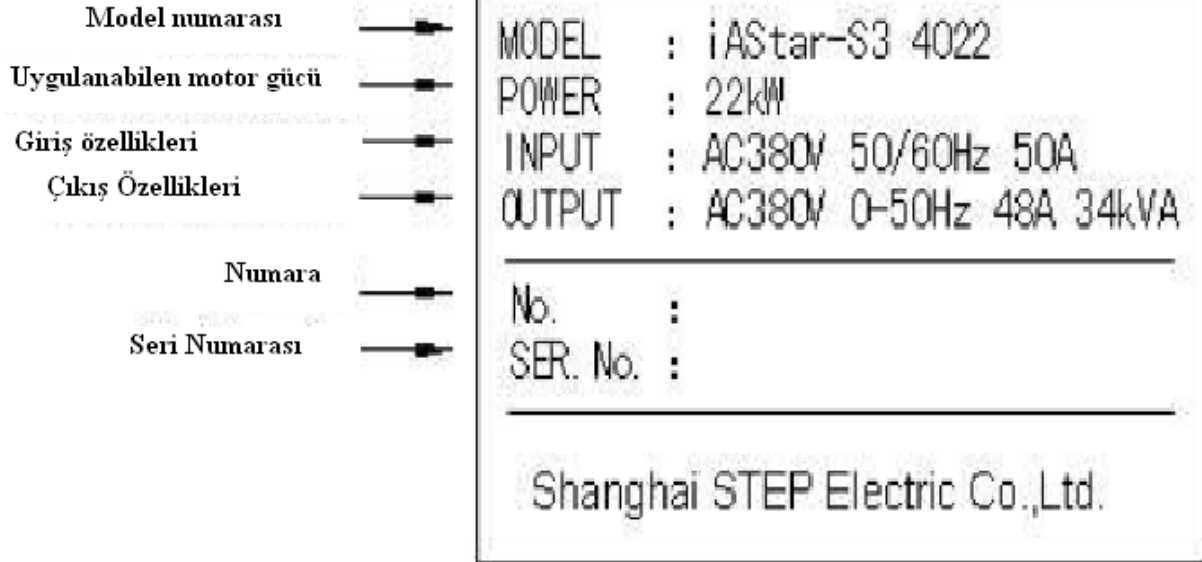 Model numarası
MODEL : iAStar-S3 4022
Uygulanabilen motor gücü
POWER : 22kW
Giriş özellikleri
INPUT : AC380V 50/60Hz 50A
Çıkış Özellikleri
OUTPUT : AC380V 0-50Hz 48A 34kVA
Numara
No. :
Seri Numarası
SER. No. :
Shanghai STEP Electric Co.,Ltd.